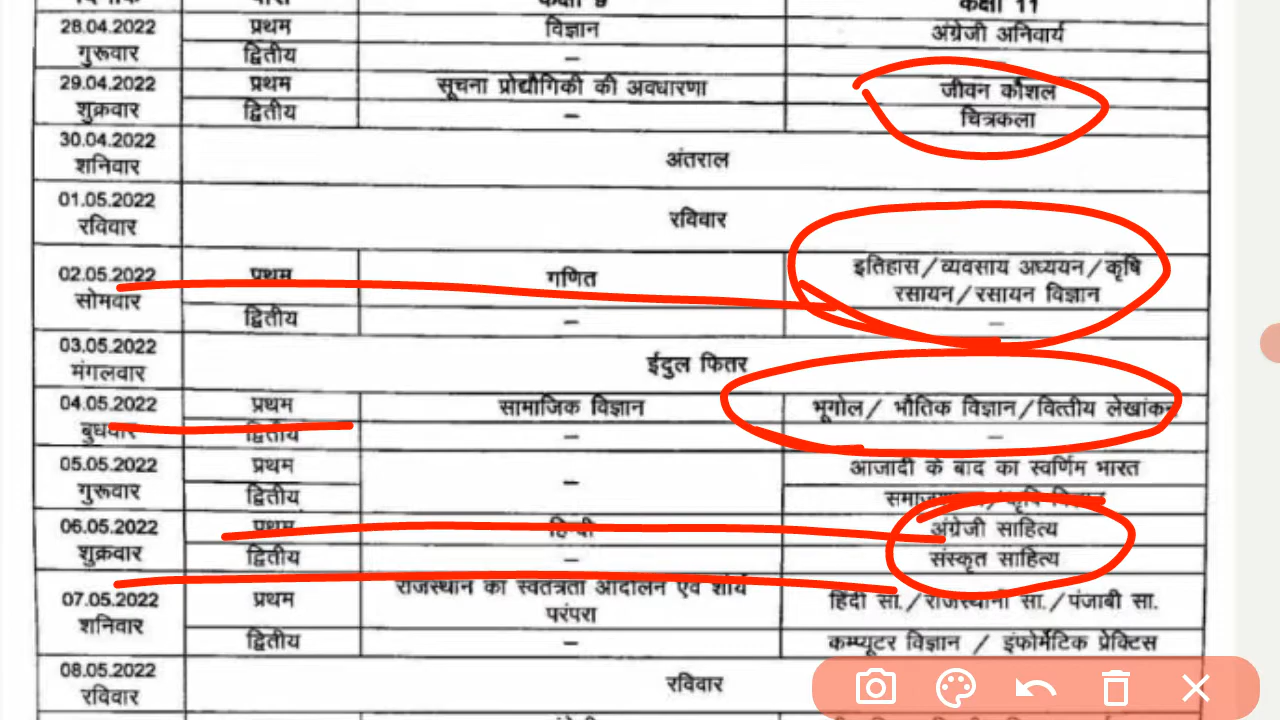 कक्षा 9 कक्षा 11
28.04.2022 प्रथम विज्ञान अंग्रेजी अनिवार्य
गुरूवार द्वितीय –
29.04.2022 प्रथम सूचना प्रोद्यौगिकी की अवधारणा जीवन कौशल
शुक्रवार द्वितीय – चित्रकला
30.04.2022
शनिवार अंतराल
01.05.2022
रविवार रविवार
02.05.2022 प्रथम गणित इतिहास/व्यवसाय अध्ययन/कृषि
सोमवार रसायन/रसायन विज्ञान
द्वितीय – –
03.05.2022
मंगलवार ईदुल फितर
04.05.2022 प्रथम सामाजिक विज्ञान भूगोल/ भौतिक विज्ञान/वित्तीय लेखांकन
बुधवार द्वितीय – –
05.05.2022 प्रथम – आजादी के बाद का स्वर्णिम भारत
गुरूवार द्वितीय
06.05.2022 प्रथम हिन्दी अंग्रेजी साहित्य
शुक्रवार द्वितीय – संस्कृत साहित्य
07.05.2022 प्रथम राजस्थान का स्वतंत्रता आंदोलन एवं शौर्य
शनिवार परंपरा हिंदी सा./राजस्थानी सा./पंजाबी सा.
द्वितीय – कम्प्यूटर विज्ञान / इंफोर्मेटिक प्रेक्टिस
08.05.2022
रविवार रविवार